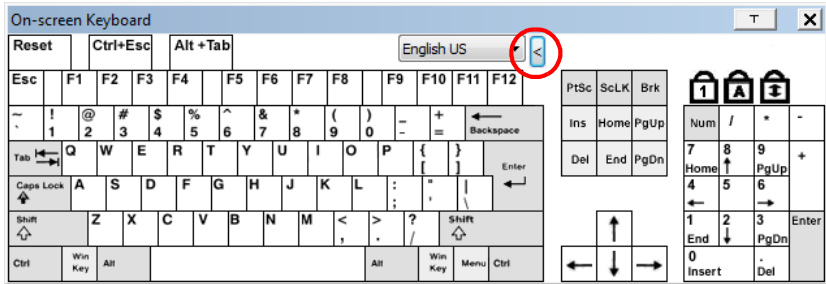 On-screen Keyboard T X
Reset Ctrl+Esc Alt +Tab English US <
Esc F1 F2 F3 F4 F5 F6 F7 F8 F9 F10 F11 F12 PtSc ScLK Brk 1 A
~ ! @ # $ % ^ & * ( ) _ +
` 1 2 3 4 5 6 7 8 9 0 - = Backspace Ins Home PgUp Num / * -
Tab Q W E R T Y U I O P { }
[ ] Enter Del End PgDn 7 8 9 +
Home PgUp
Caps Lock A S D F G H J K L : " | 4 5 6
; ' \
Shift Z X C V B N M < > ? Shift 1 2 3 Enter
, . / End PgDn
Ctrl Win Key Alt Alt Win Key Menu Ctrl 0 .
Insert Del